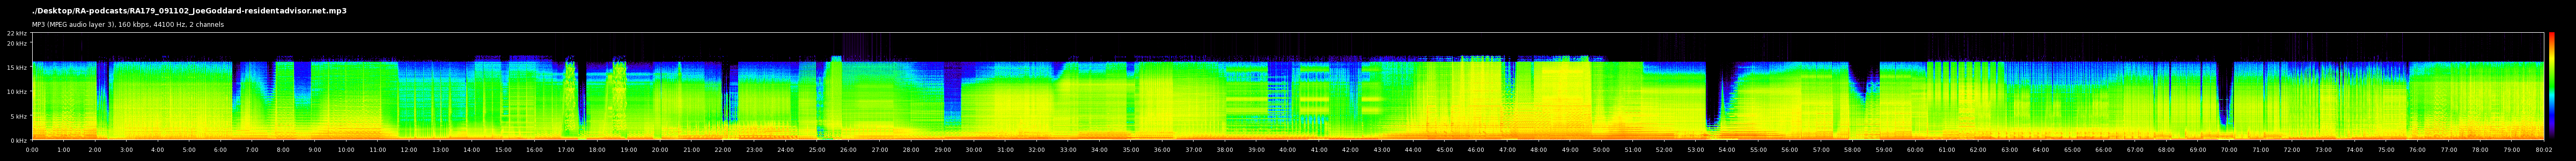 ./Desktop/RA-podcasts/RA179_091102_JoeGoddard-residentadvisor.net.mp3
MP3 (MPEG audio layer 3), 160 kbps, 44100 Hz, 2 channels
22 kHz
20 kHz
15 kHz
10 kHz
5 kHz
0 kHz
0:00 1:00 2:00 3:00 4:00 5:00 6:00 7:00 8:00 9:00 10:00 11:00 12:00 13:00 14:00 15:00 16:00 17:00 18:00 19:00 20:00 21:00 22:00 23:00 24:00 25:00 26:00 27:00 28:00 29:00 30:00 31:00 32:00 33:00 34:00 35:00 36:00 37:00 38:00 39:00 40:00 41:00 42:00 43:00 44:00 45:00 46:00 47:00 48:00 49:00 50:00 51:00 52:00 53:00 54:00 55:00 56:00 57:00 58:00 59:00 60:00 61:00 62:00 63:00 64:00 65:00 66:00 67:00 68:00 69:00 70:00 71:00 72:00 73:00 74:00 75:00 76:00 77:00 78:00 79:00 80:02